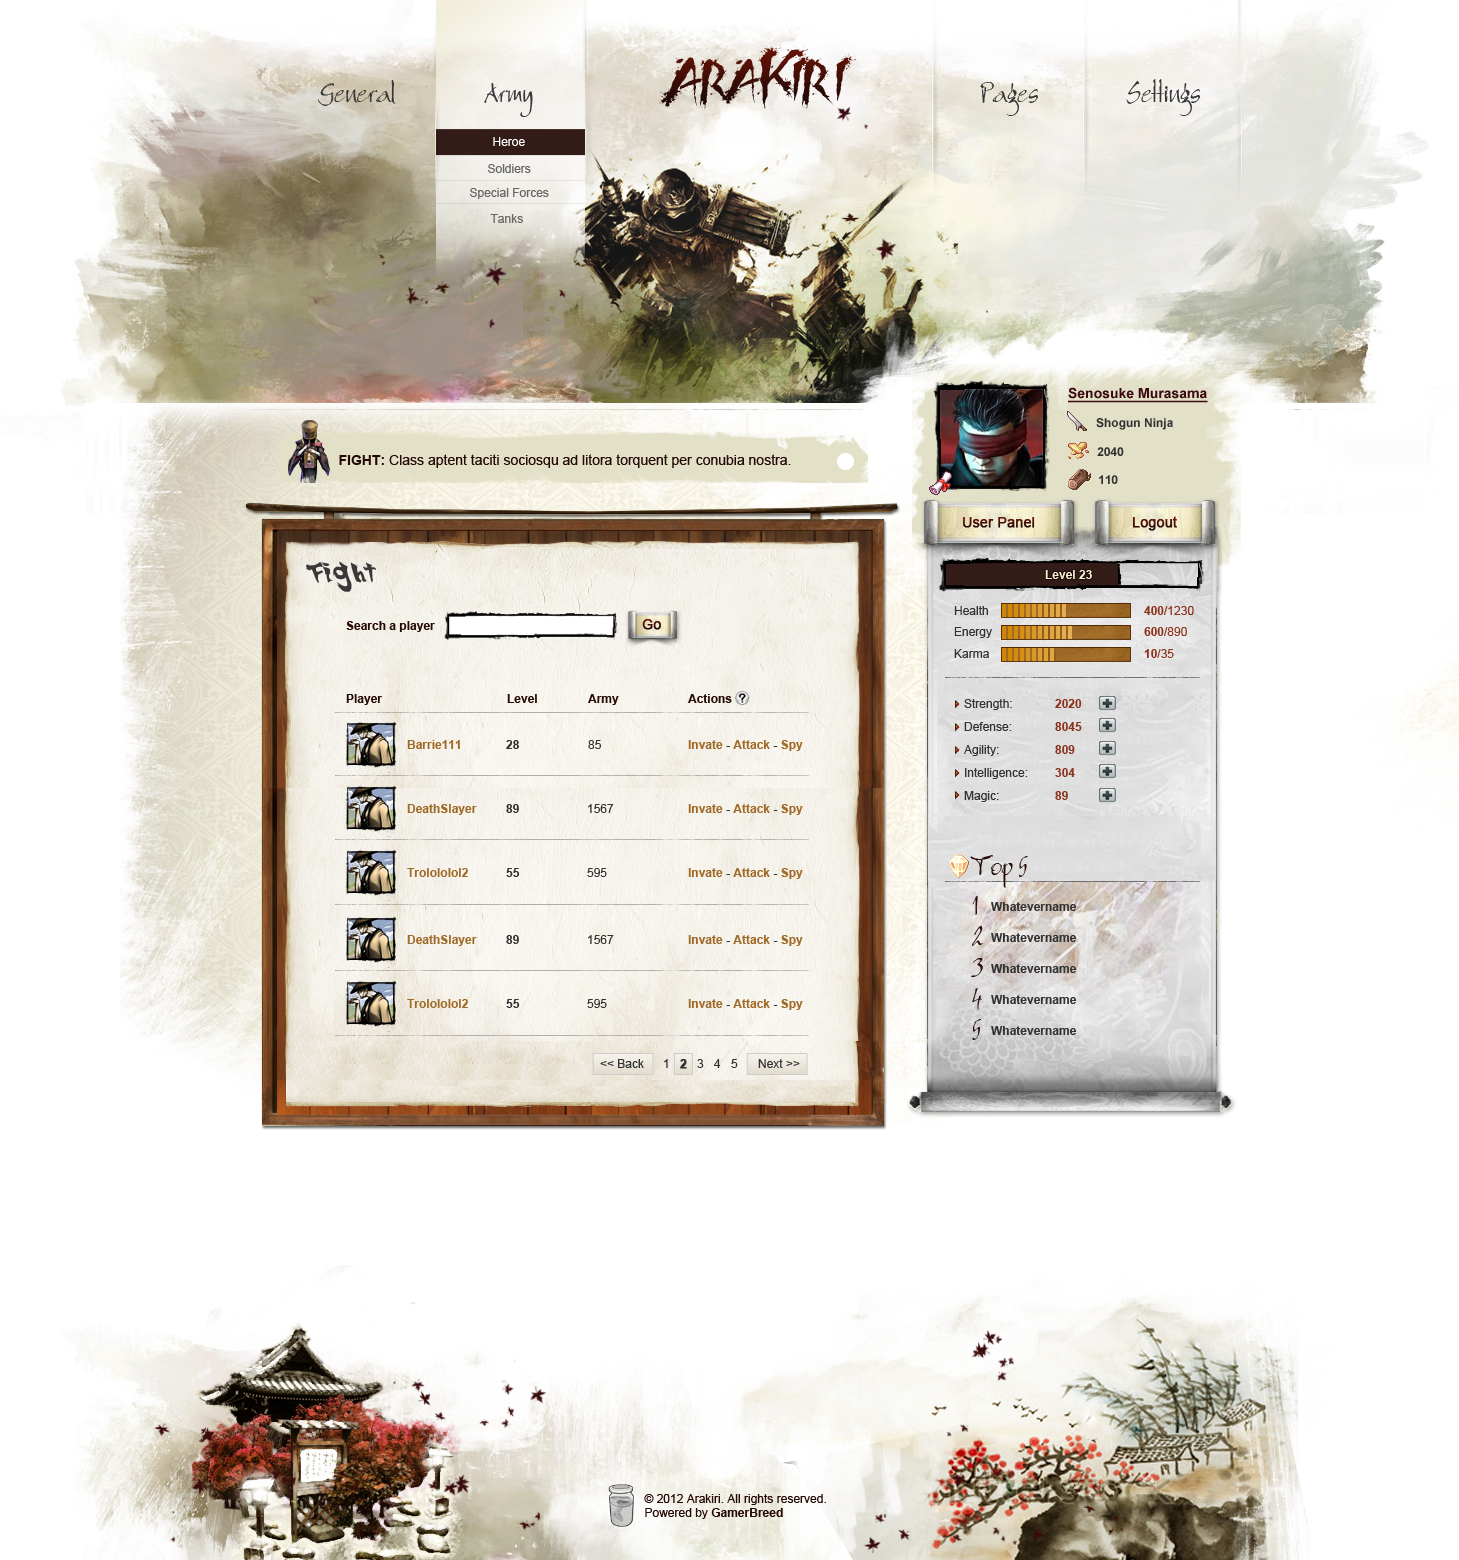 General
Army
ARAKIRI
Pages
Settings
Heroe
Soldiers
Special Forces
Tanks
Senosuke Murasama
Shogun Ninja
2040
110
FIGHT: Class aptent taciti sociosqu ad litora torquent per conubia nostra.
User Panel
Logout
Fight
Search a player
Go
Player Level Army Actions ?
Barrie111 28 85 Invate - Attack - Spy
DeathSlayer 89 1567 Invate - Attack - Spy
Trolololol2 55 595 Invate - Attack - Spy
DeathSlayer 89 1567 Invate - Attack - Spy
Trolololol2 55 595 Invate - Attack - Spy
<< Back 1 2 3 4 5 Next >>
Level 23
Health 400/1230
Energy 600/890
Karma 10/35
Strength: 2020
Defense: 8045
Agility: 809
Intelligence: 304
Magic: 89
Top 5
1 Whatevername
2 Whatevername
3 Whatevername
4 Whatevername
5 Whatevername
© 2012 Arakiri. All rights reserved.
Powered by GamerBreed